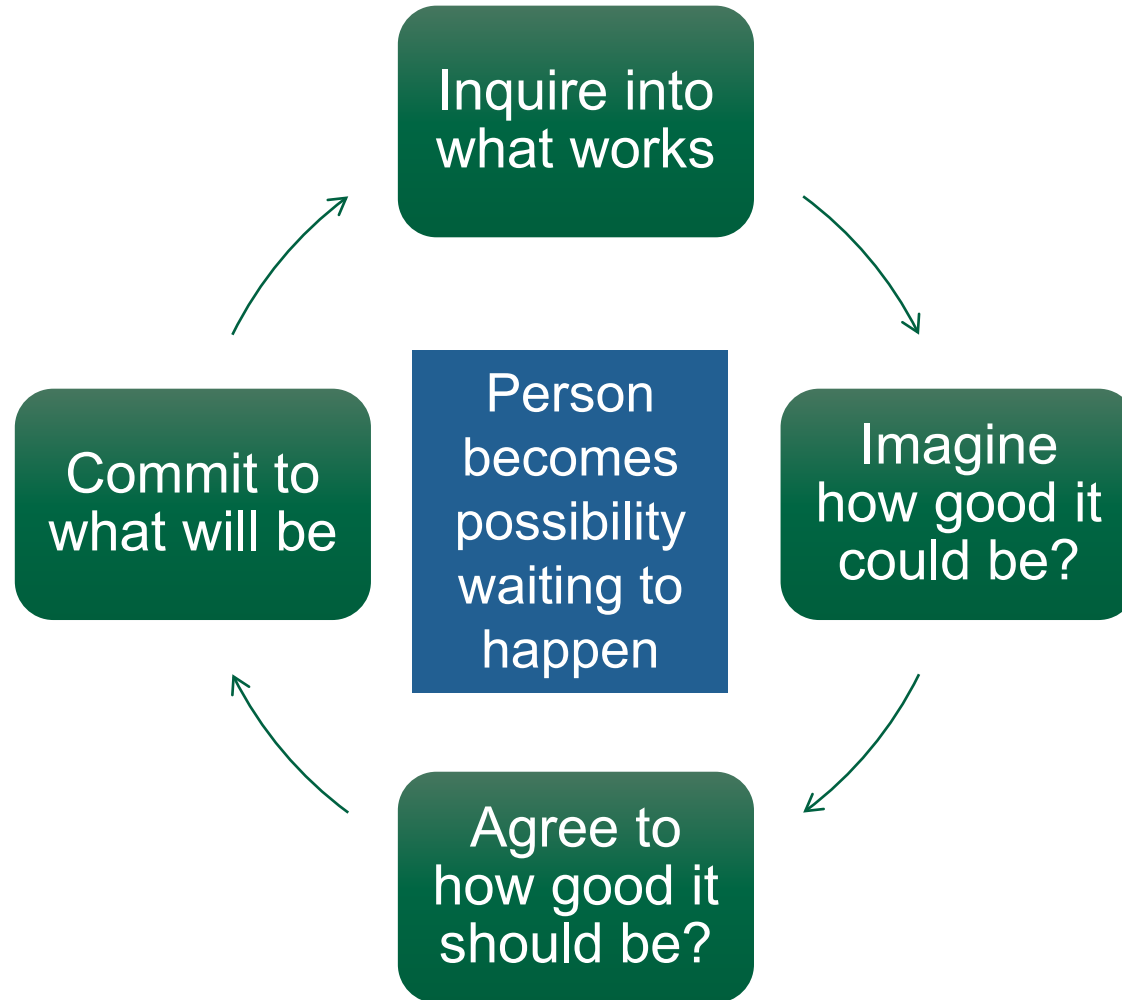 Inquire into
what works
Imagine
how good it
could be?
Agree to
how good it
should be?
Commit to
what will be
Person
becomes
possibility
waiting to
happen